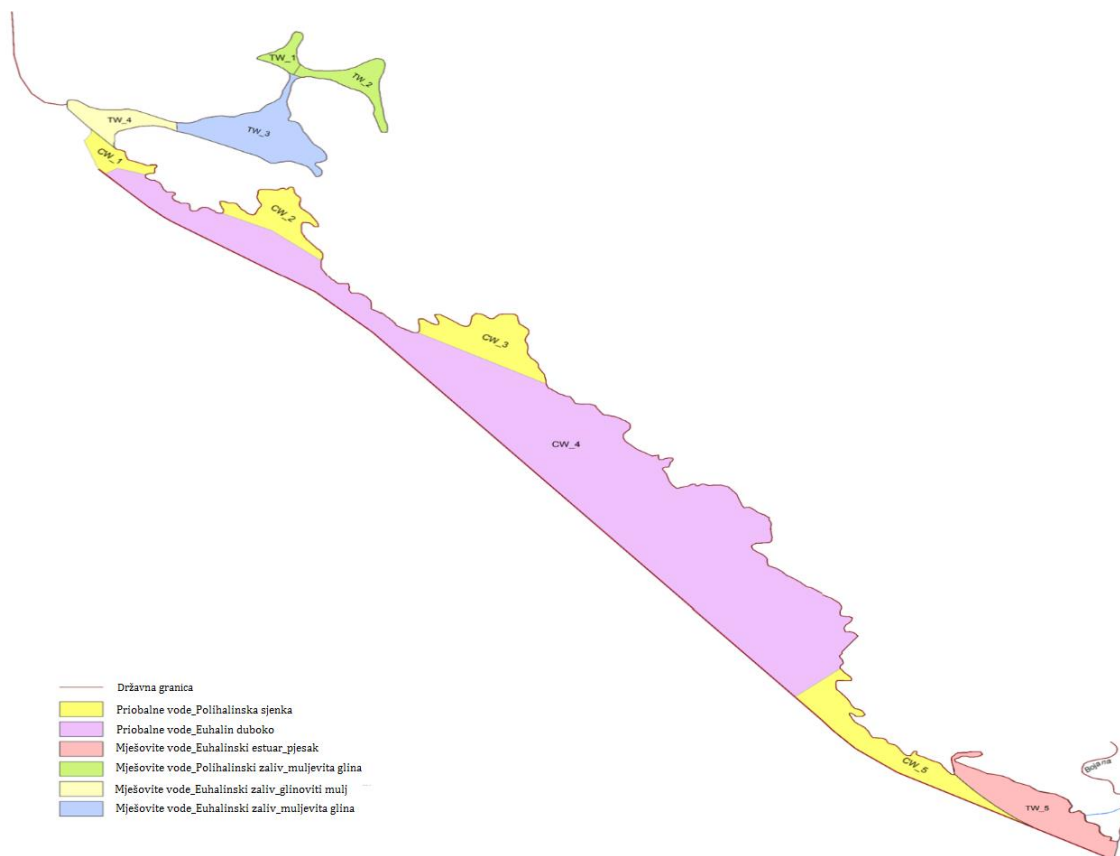 TW_1
TW_2
TW_3
TW_4
CW_1
CW_2
CW_3
CW_4
CW_5
TW_5
Bojana
Državna granica
Priobalne vode_Polihalinska sjenka
Priobalne vode_Euhalin duboko
Mješovite vode_Euhalinski estuar_pjesak
Mješovite vode_Polihalinski zaliv_muljevita glina
Mješovite vode_Euhalinski zaliv_glinoviti mulj
Mješovite vode_Euhalinski zaliv_muljevita glina